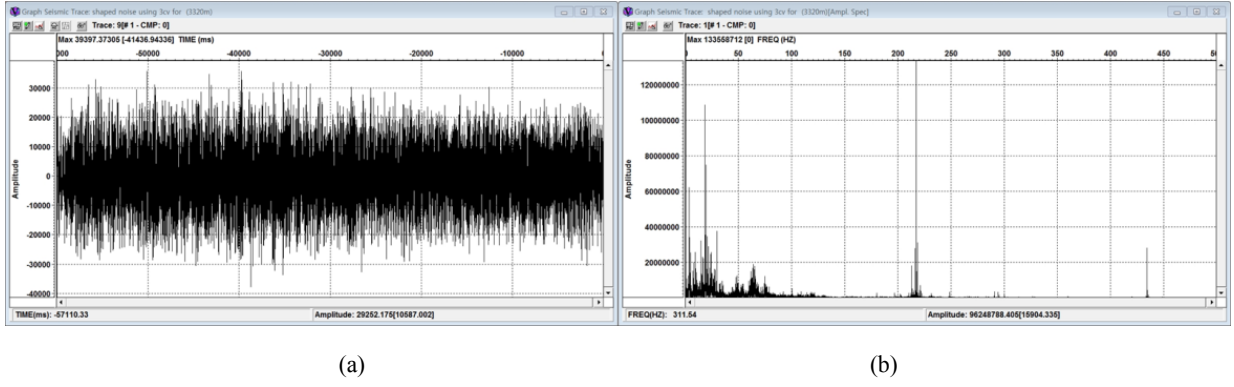 Graph Seismic Trace: shaped noise using 3cv for (3320m)
Trace: 9[# 1 - CMP: 0]
Max 39397.37305 [-41436.94336] TIME (ms)
000 -50000 -40000 -30000 -20000 -10000
Amplitude
30000
20000
10000
0
-10000
-20000
-30000
-40000
TIME(ms): -57110.33 Amplitude: 29252.175[10587.002]
Graph Seismic Trace: shaped noise using 3cv for (3320m)[Ampl. Spec]
Trace: 1[# 1 - CMP: 0]
Max 133558712 [0] FREQ (HZ)
0 50 100 150 200 250 300 350 400 450 500
Amplitude
120000000
100000000
80000000
60000000
40000000
20000000
FREQ(HZ): 311.54 Amplitude: 96248788.405[15904.335]
(a) (b)